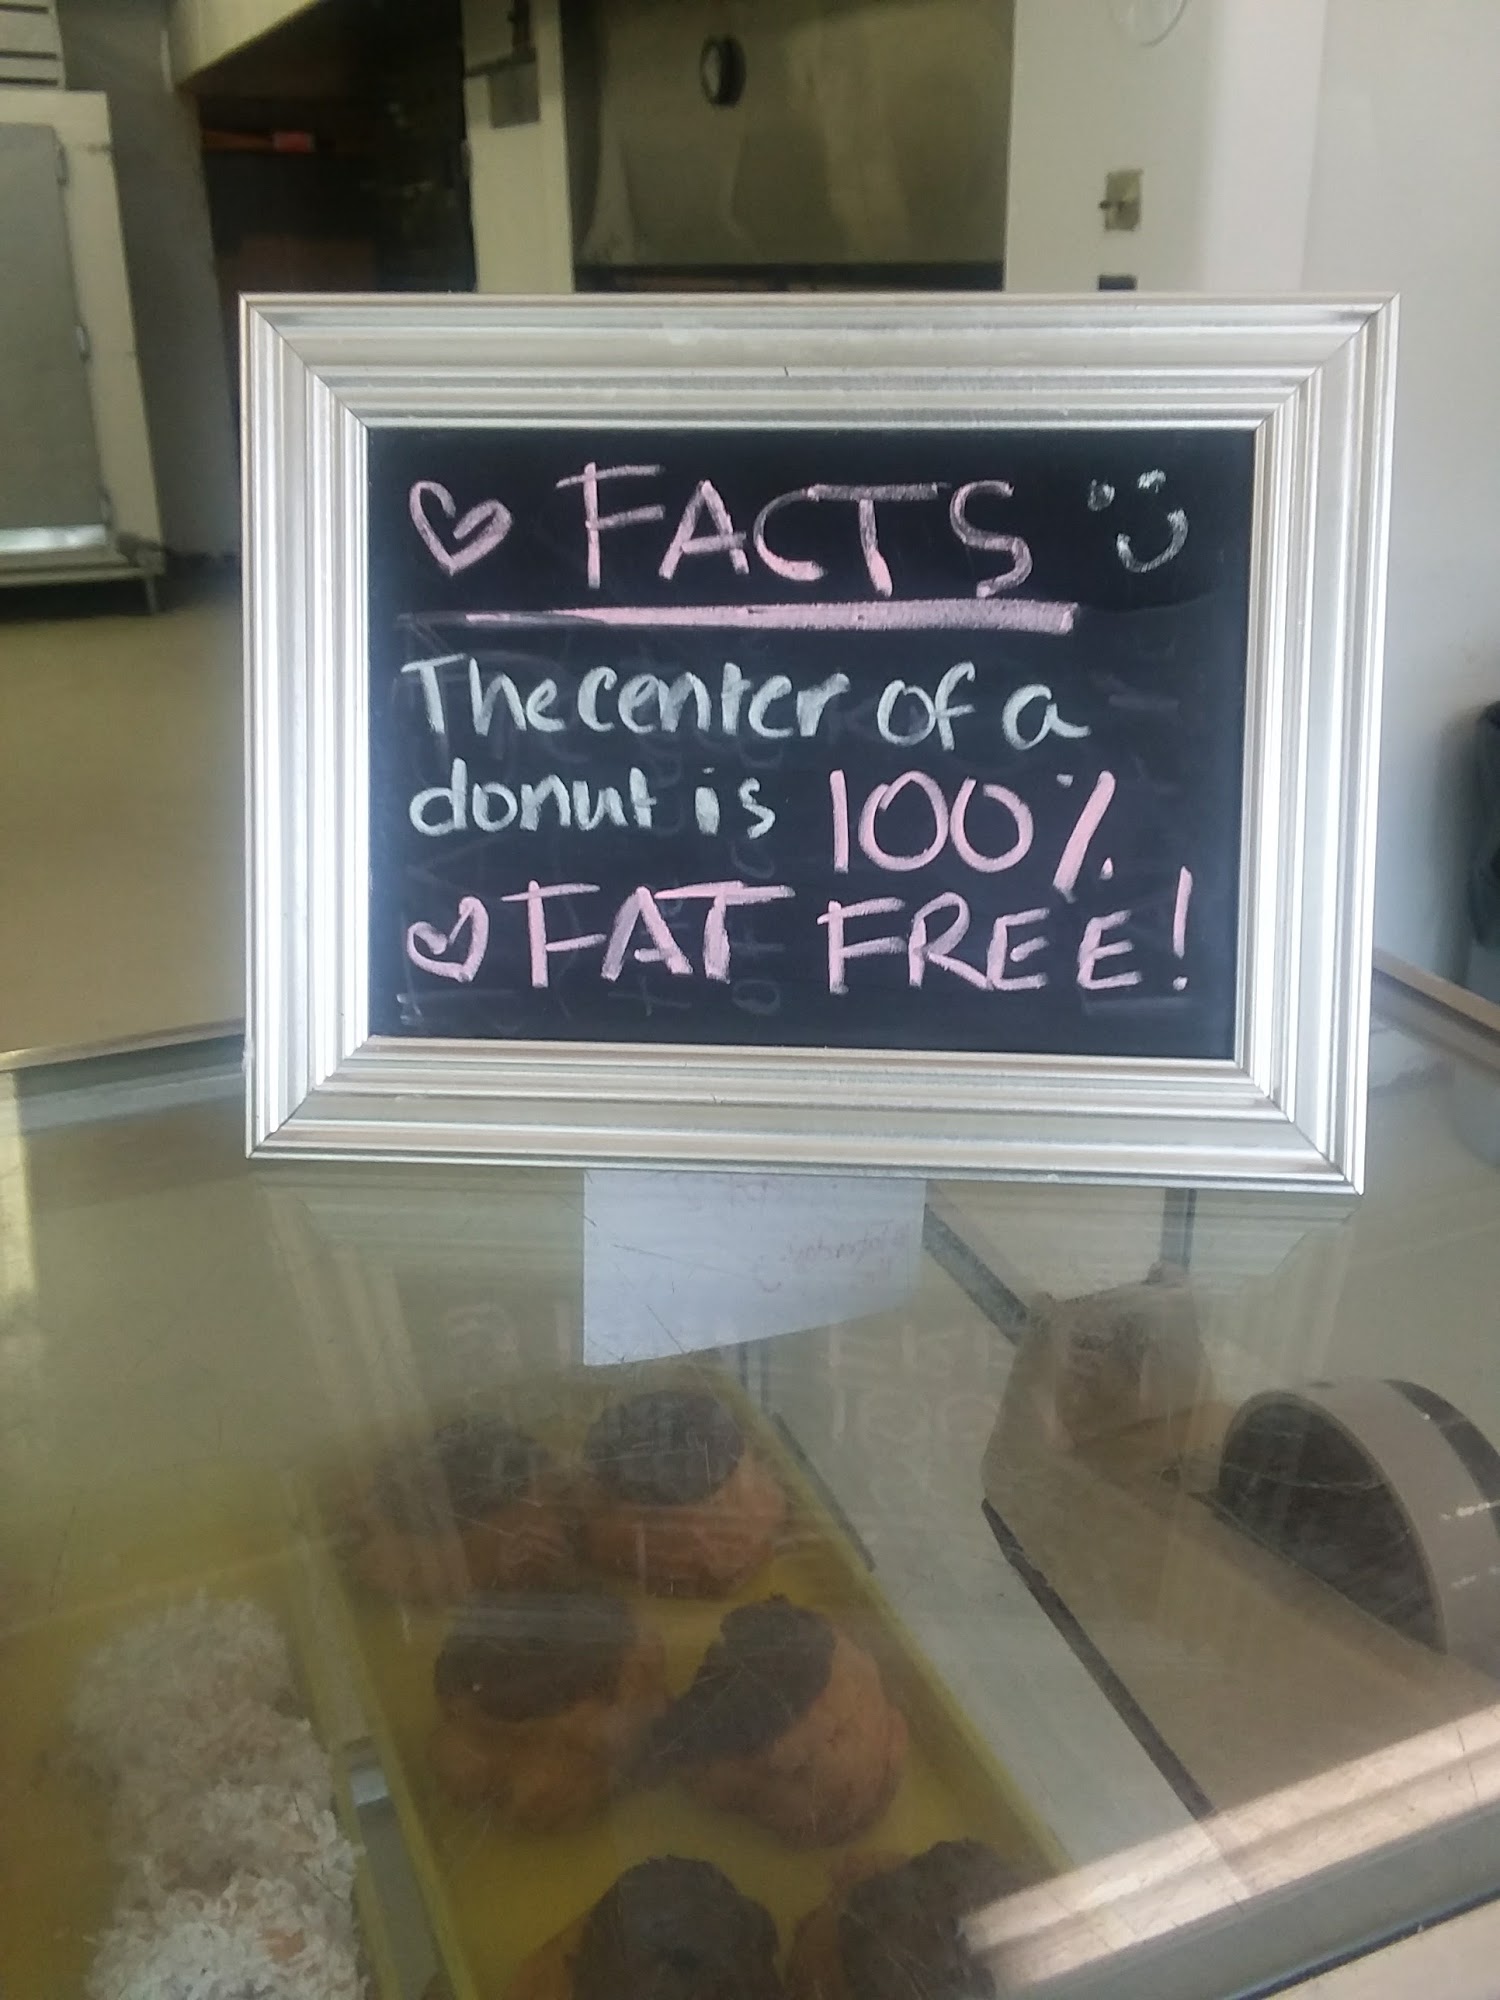 FACTS
The center of a
donut is 100%
FAT FREE!